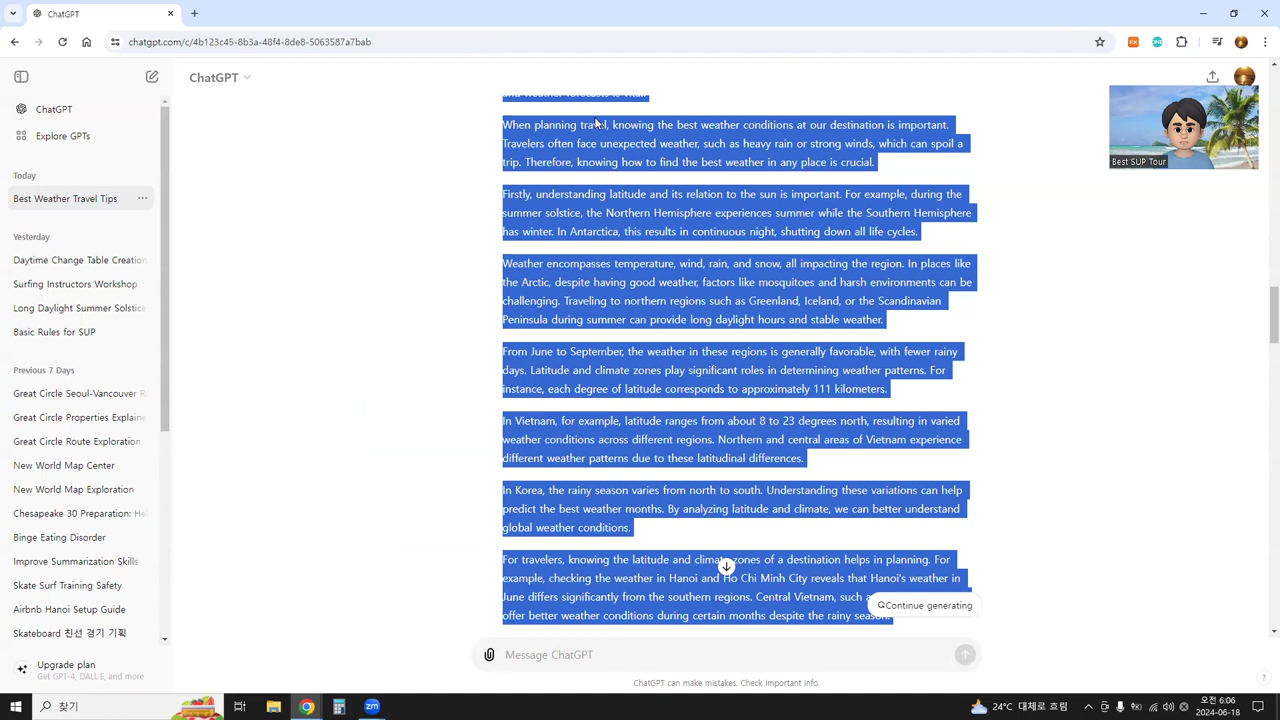 ChatGPT
chatgpt.com/c/4b123c45-8b3a-48f4-8de8-5063587a7bab
ChatGPT
ChatGPT
Explore GPTs
Today
Best Weather Travel Tips
Yesterday
Daytime Change Table Creation
Surfing Instructors Workshop
Long Daylight Summer Solstice
Basic Rules for SUP
Previous 7 Days
Great Circle Seoul-Vancouver R
Great Circle Properties Explaine
Great Circle Route Exploration
New World Map Center
New World Map Exploration
Chesapeake 30 Preparation: Hel
Binge Eating Disorder
Improve Summarization Skills
Skate Surf Training Safety
Airbnb Hanoi Setup Guide
Skateboard 친선 경기 기획
Upgrade plan
Get GPT-4, DALL·E, and more
and weather forecasts is vital.
When planning travel, knowing the best weather conditions at our destination is important.
Travelers often face unexpected weather, such as heavy rain or strong winds, which can spoil a
trip. Therefore, knowing how to find the best weather in any place is crucial.
Firstly, understanding latitude and its relation to the sun is important. For example, during the
summer solstice, the Northern Hemisphere experiences summer while the Southern Hemisphere
has winter. In Antarctica, this results in continuous night, shutting down all life cycles.
Weather encompasses temperature, wind, rain, and snow, all impacting the region. In places like
the Arctic, despite having good weather, factors like mosquitoes and harsh environments can be
challenging. Traveling to northern regions such as Greenland, Iceland, or the Scandinavian
Peninsula during summer can provide long daylight hours and stable weather.
From June to September, the weather in these regions is generally favorable, with fewer rainy
days. Latitude and climate zones play significant roles in determining weather patterns. For
instance, each degree of latitude corresponds to approximately 111 kilometers.
In Vietnam, for example, latitude ranges from about 8 to 23 degrees north, resulting in varied
weather conditions across different regions. Northern and central areas of Vietnam experience
different weather patterns due to these latitudinal differences.
In Korea, the rainy season varies from north to south. Understanding these variations can help
predict the best weather months. By analyzing latitude and climate, we can better understand
global weather conditions.
For travelers, knowing the latitude and climate zones of a destination helps in planning. For
example, checking the weather in Hanoi and Ho Chi Minh City reveals that Hanoi's weather in
June differs significantly from the southern regions. Central Vietnam, such a
offer better weather conditions during certain months despite the rainy season.
Continue generating
Message ChatGPT
ChatGPT can make mistakes. Check important info.
?
Best SUP Tour
찾기
zm
24°C 대체로 흐림
오전 6:06
2024-06-18